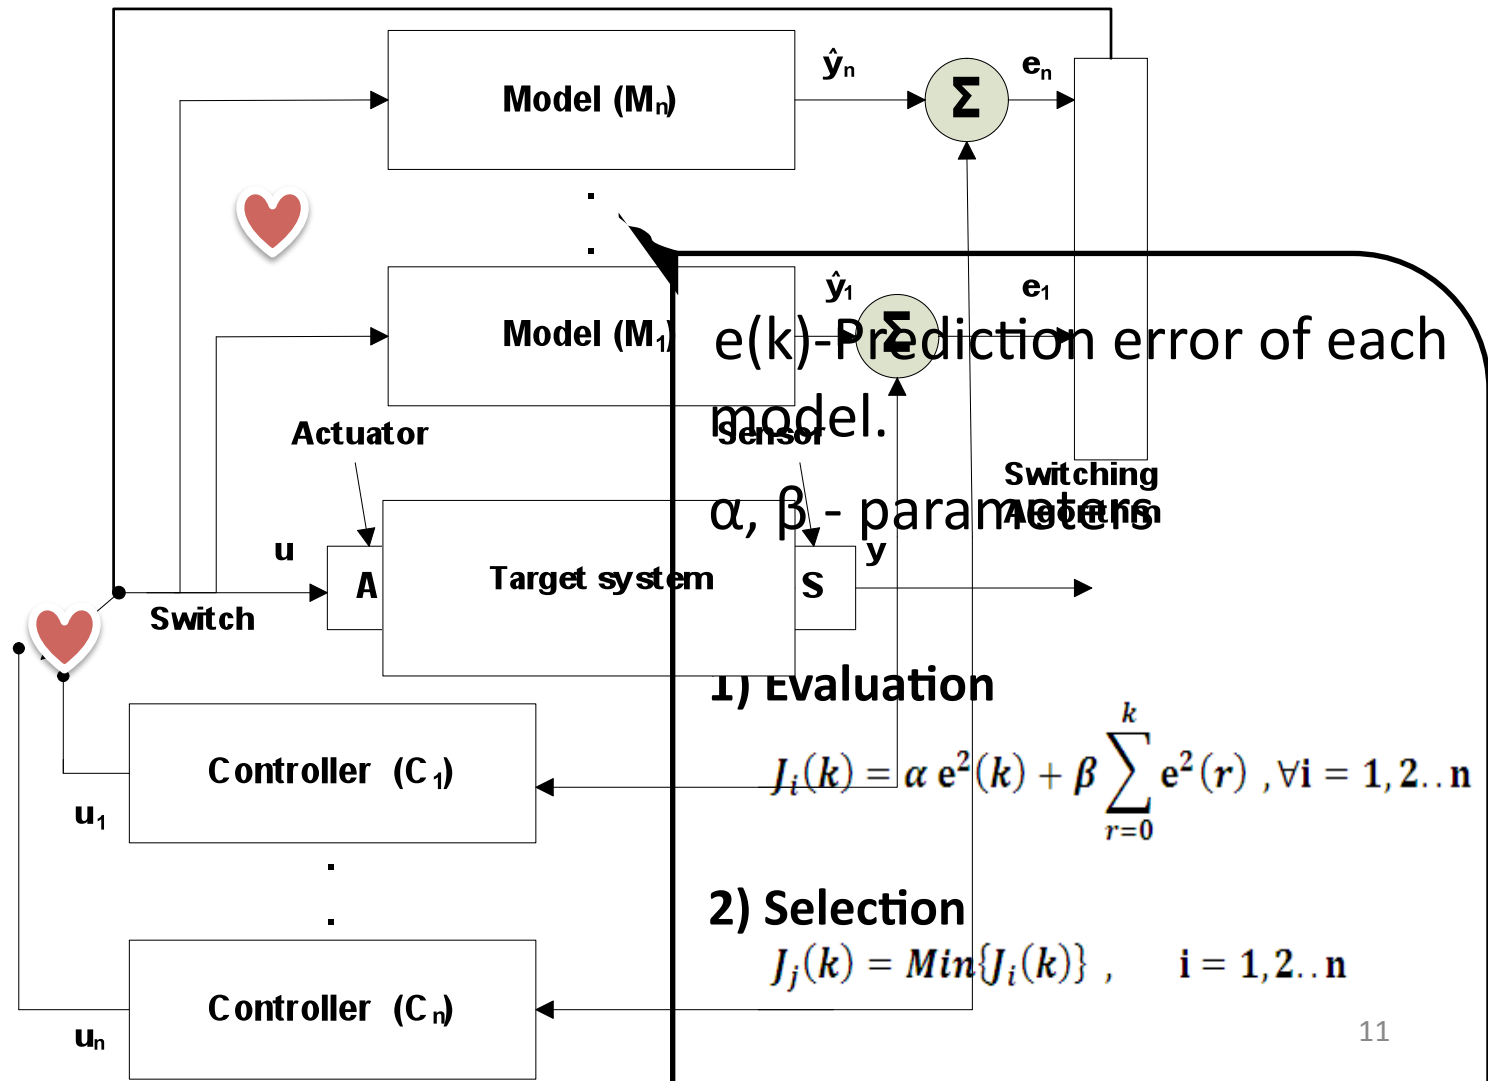 Model (Mn)
ŷn
Σ
en
.
.
Model (M1)
ŷ1
Σ
e1
e(k)-Prediction error of each
model.
α, β - parameters
Actuator
Sensor
Switching
Algorithm
u
A
Target system
S
y
Switch
1) Evaluation
Jᵢ(k) = α e²(k) + β ∑ₖᵣ₌₀ e²(r) , ∀i = 1, 2.. n
Controller (C1)
u1
.
.
2) Selection
Jⱼ(k) = Min{Jᵢ(k)} , i = 1,2.. n
Controller (Cn)
un
11